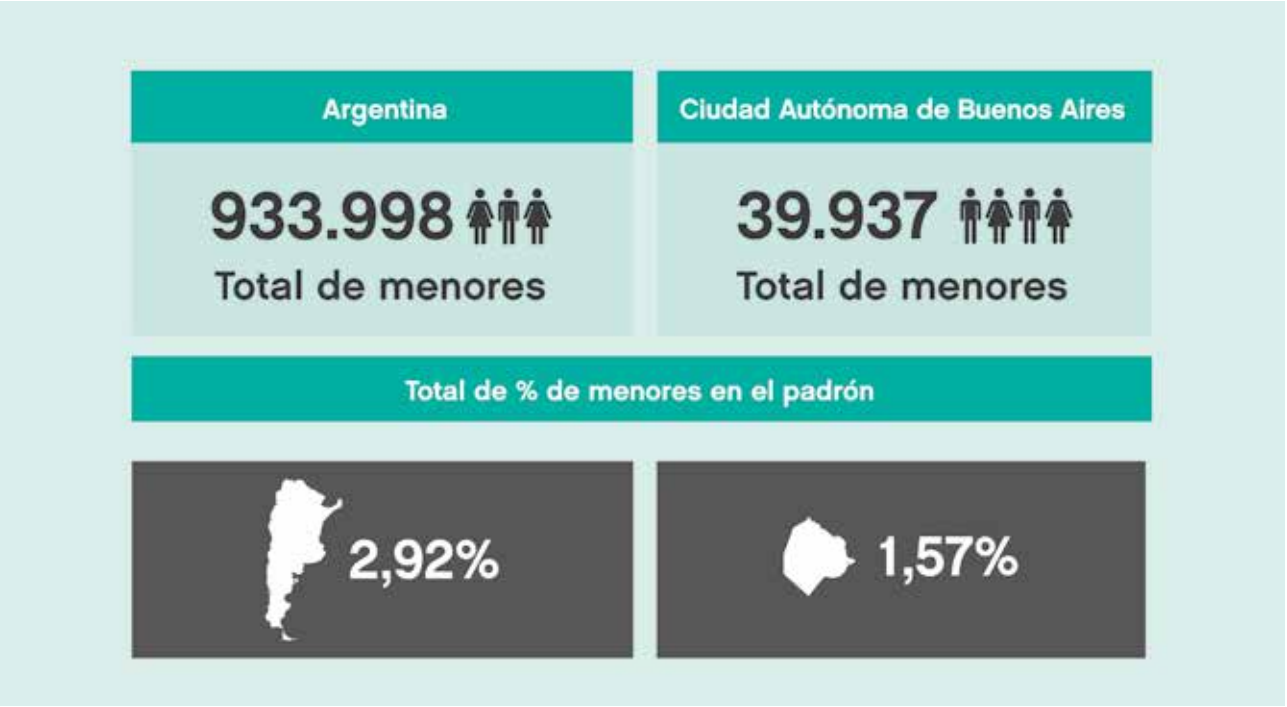 Argentina
Ciudad Autónoma de Buenos Aires
933.998
39.937
Total de menores
Total de menores
Total de % de menores en el padrón
2,92%
1,57%